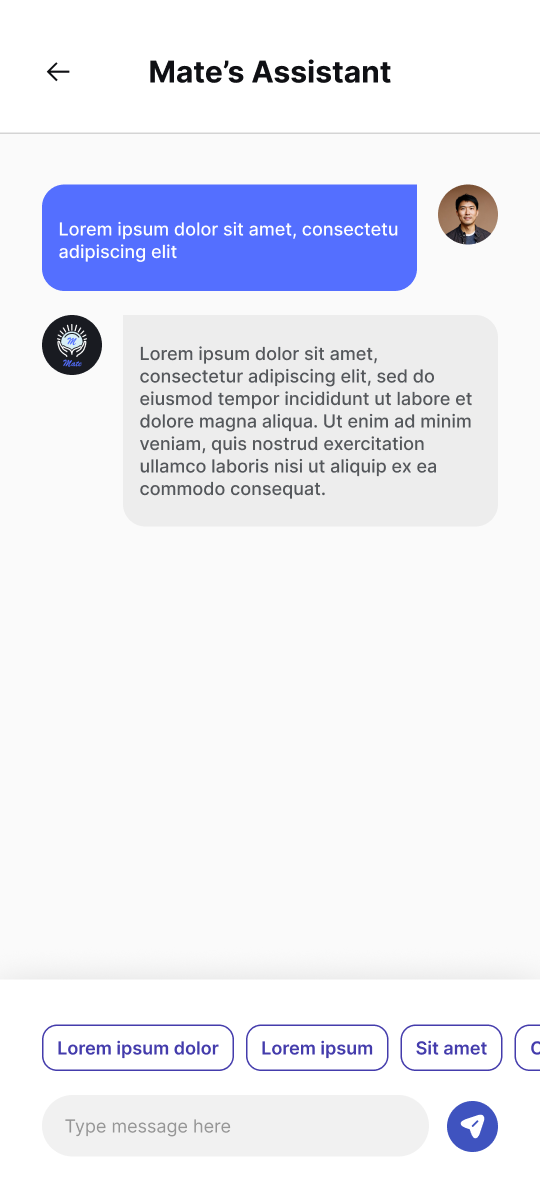 Mate’s Assistant
Lorem ipsum dolor sit amet, consectetu
adipiscing elit
M
Mate
Lorem ipsum dolor sit amet,
consectetur adipiscing elit, sed do
eiusmod tempor incididunt ut labore et
dolore magna aliqua. Ut enim ad minim
veniam, quis nostrud exercitation
ullamco laboris nisi ut aliquip ex ea
commodo consequat.
Lorem ipsum dolor
Lorem ipsum
Sit amet
Type message here